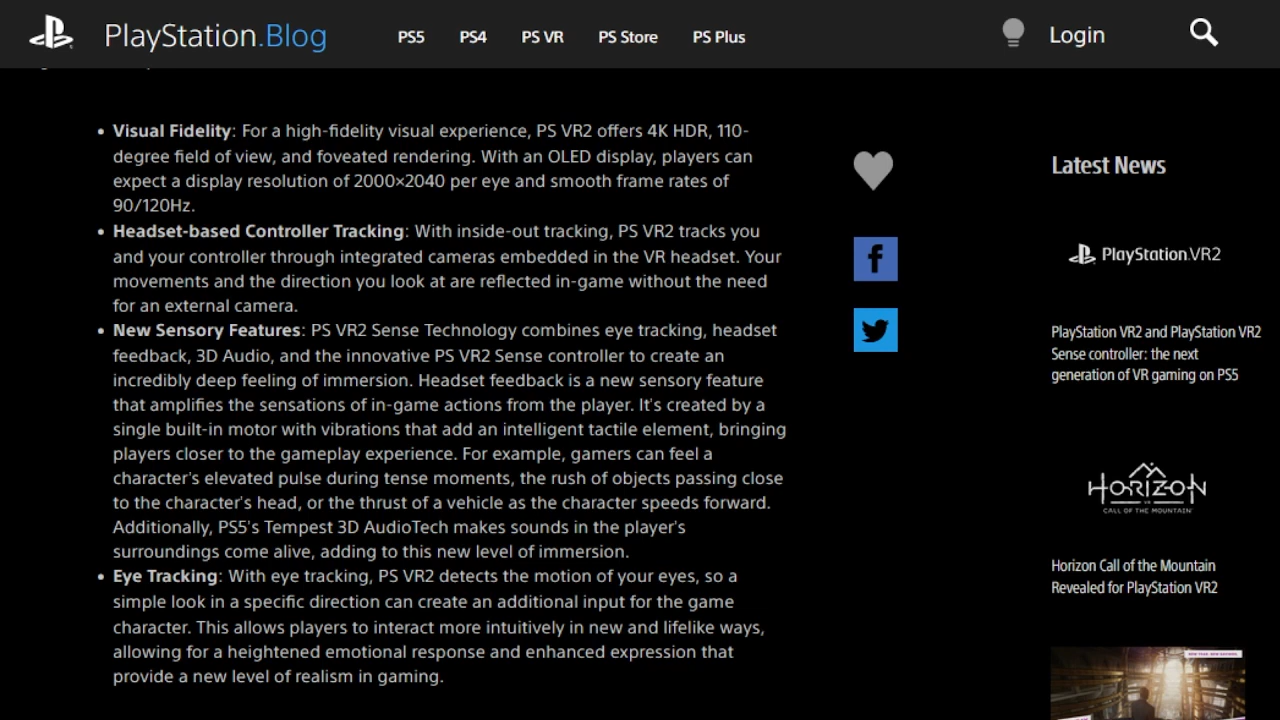 PlayStation.Blog PS5 PS4 PS VR PS Store PS Plus Login
• Visual Fidelity: For a high-fidelity visual experience, PS VR2 offers 4K HDR, 110-
degree field of view, and foveated rendering. With an OLED display, players can
expect a display resolution of 2000×2040 per eye and smooth frame rates of
90/120Hz.
• Headset-based Controller Tracking: With inside-out tracking, PS VR2 tracks you
and your controller through integrated cameras embedded in the VR headset. Your
movements and the direction you look at are reflected in-game without the need
for an external camera.
• New Sensory Features: PS VR2 Sense Technology combines eye tracking, headset
feedback, 3D Audio, and the innovative PS VR2 Sense controller to create an
incredibly deep feeling of immersion. Headset feedback is a new sensory feature
that amplifies the sensations of in-game actions from the player. It's created by a
single built-in motor with vibrations that add an intelligent tactile element, bringing
players closer to the gameplay experience. For example, gamers can feel a
character's elevated pulse during tense moments, the rush of objects passing close
to the character's head, or the thrust of a vehicle as the character speeds forward.
Additionally, PS5's Tempest 3D AudioTech makes sounds in the player's
surroundings come alive, adding to this new level of immersion.
• Eye Tracking: With eye tracking, PS VR2 detects the motion of your eyes, so a
simple look in a specific direction can create an additional input for the game
character. This allows players to interact more intuitively in new and lifelike ways,
allowing for a heightened emotional response and enhanced expression that
provide a new level of realism in gaming.
Latest News
PlayStation.VR2
PlayStation VR2 and PlayStation VR2
Sense controller: the next
generation of VR gaming on PS5
HORIZON
CALL OF THE MOUNTAIN
Horizon Call of the Mountain
Revealed for PlayStation VR2